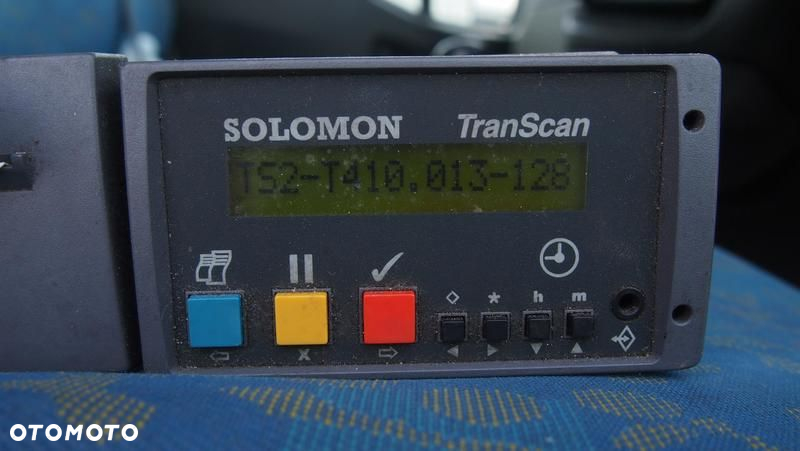 SOLOMON TranScan
TS2-T410.013-128
h m
x
OTOMOTO